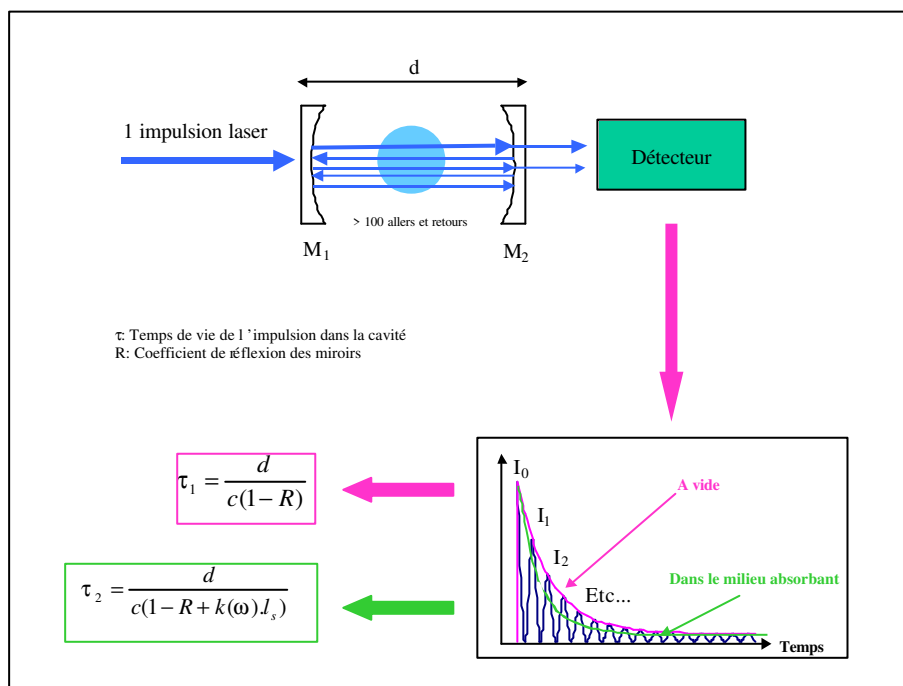 d
1 impulsion laser
Détecteur
> 100 allers et retours
M₁
M₂
τ: Temps de vie de l ’impulsion dans la cavité
R: Coefficient de réflexion des miroirs
I₀
A vide
τ₁ = d / c(1−R)
I₁
I₂
Dans le milieu absorbant
τ₂ = d / c(1−R+k(ω).lₛ)
Etc...
Temps